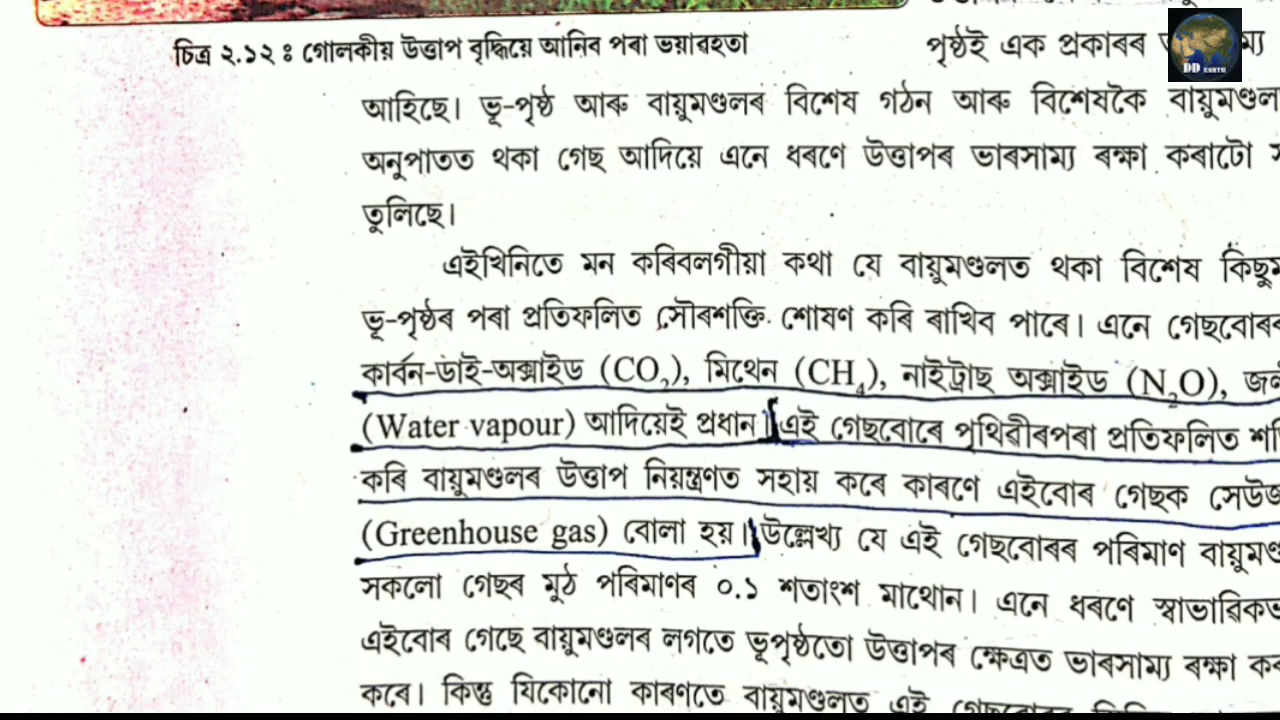 চিত্র ২.১২ ঃ গোলকীয় উত্তাপ বৃদ্ধিয়ে আনিব পৰা ভয়াৱহতা
পৃষ্ঠই এক প্ৰকাৰৰ
DD EARTH
আহিছে। ভূ-পৃষ্ঠ আৰু বায়ুমণ্ডলৰ বিশেষ গঠন আৰু বিশেষকৈ বায়ুমণ্ডল
অনুপাতত থকা গেছ আদিয়ে এনে ধৰণে উত্তাপৰ ভাৰসাম্য ৰক্ষা কৰাটো
তুলিছে।
এইখিনিতে মন কৰিবলগীয়া কথা যে বায়ুমণ্ডলত থকা বিশেষ
ভূ-পৃষ্ঠৰ পৰা প্ৰতিফলিত সৌৰশক্তি শোষণ কৰি ৰাখিব পাৰে। এনে
কাৰ্বন-ডাই-অক্সাইড (CO₂), মিথেন (CH₄), নাইট্ৰাছ অক্সাইড (N₂O),
(Water vapour) আদিয়েই প্ৰধান। এই গেছবোৰে পৃথিৱীৰপৰা প্ৰতিফলিত
কৰি বায়ুমণ্ডলৰ উত্তাপ নিয়ন্ত্ৰণত সহায় কৰে কাৰণে এইবোৰ গেছক
(Greenhouse gas) বোলা হয়। উল্লেখ্য যে এই গেছবোৰৰ পৰিমাণ
সকলো গেছৰ মুঠ পৰিমাণৰ ০.১ শতাংশ মাথোন। এনে ধৰণে
এইবোৰ গেছে বায়ুমণ্ডলৰ লগতে ভূপৃষ্ঠতো উত্তাপৰ ক্ষেত্ৰত ভাৰসাম্য ৰক্ষা
কৰে। কিন্তু যিকোনো কাৰণতে বায়ুমণ্ডলত এই